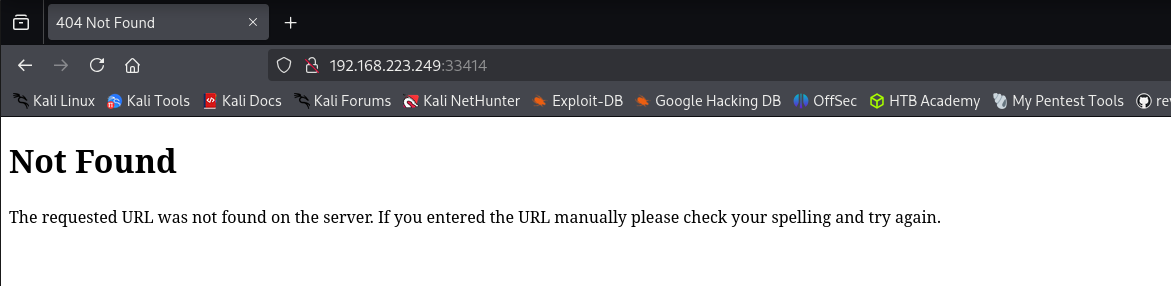 404 Not Found
192.168.223.249:33414
Kali Linux Kali Tools Kali Docs Kali Forums Kali NetHunter Exploit-DB Google Hacking DB OffSec HTB Academy My Pentest Tools re
Not Found
The requested URL was not found on the server. If you entered the URL manually please check your spelling and try again.